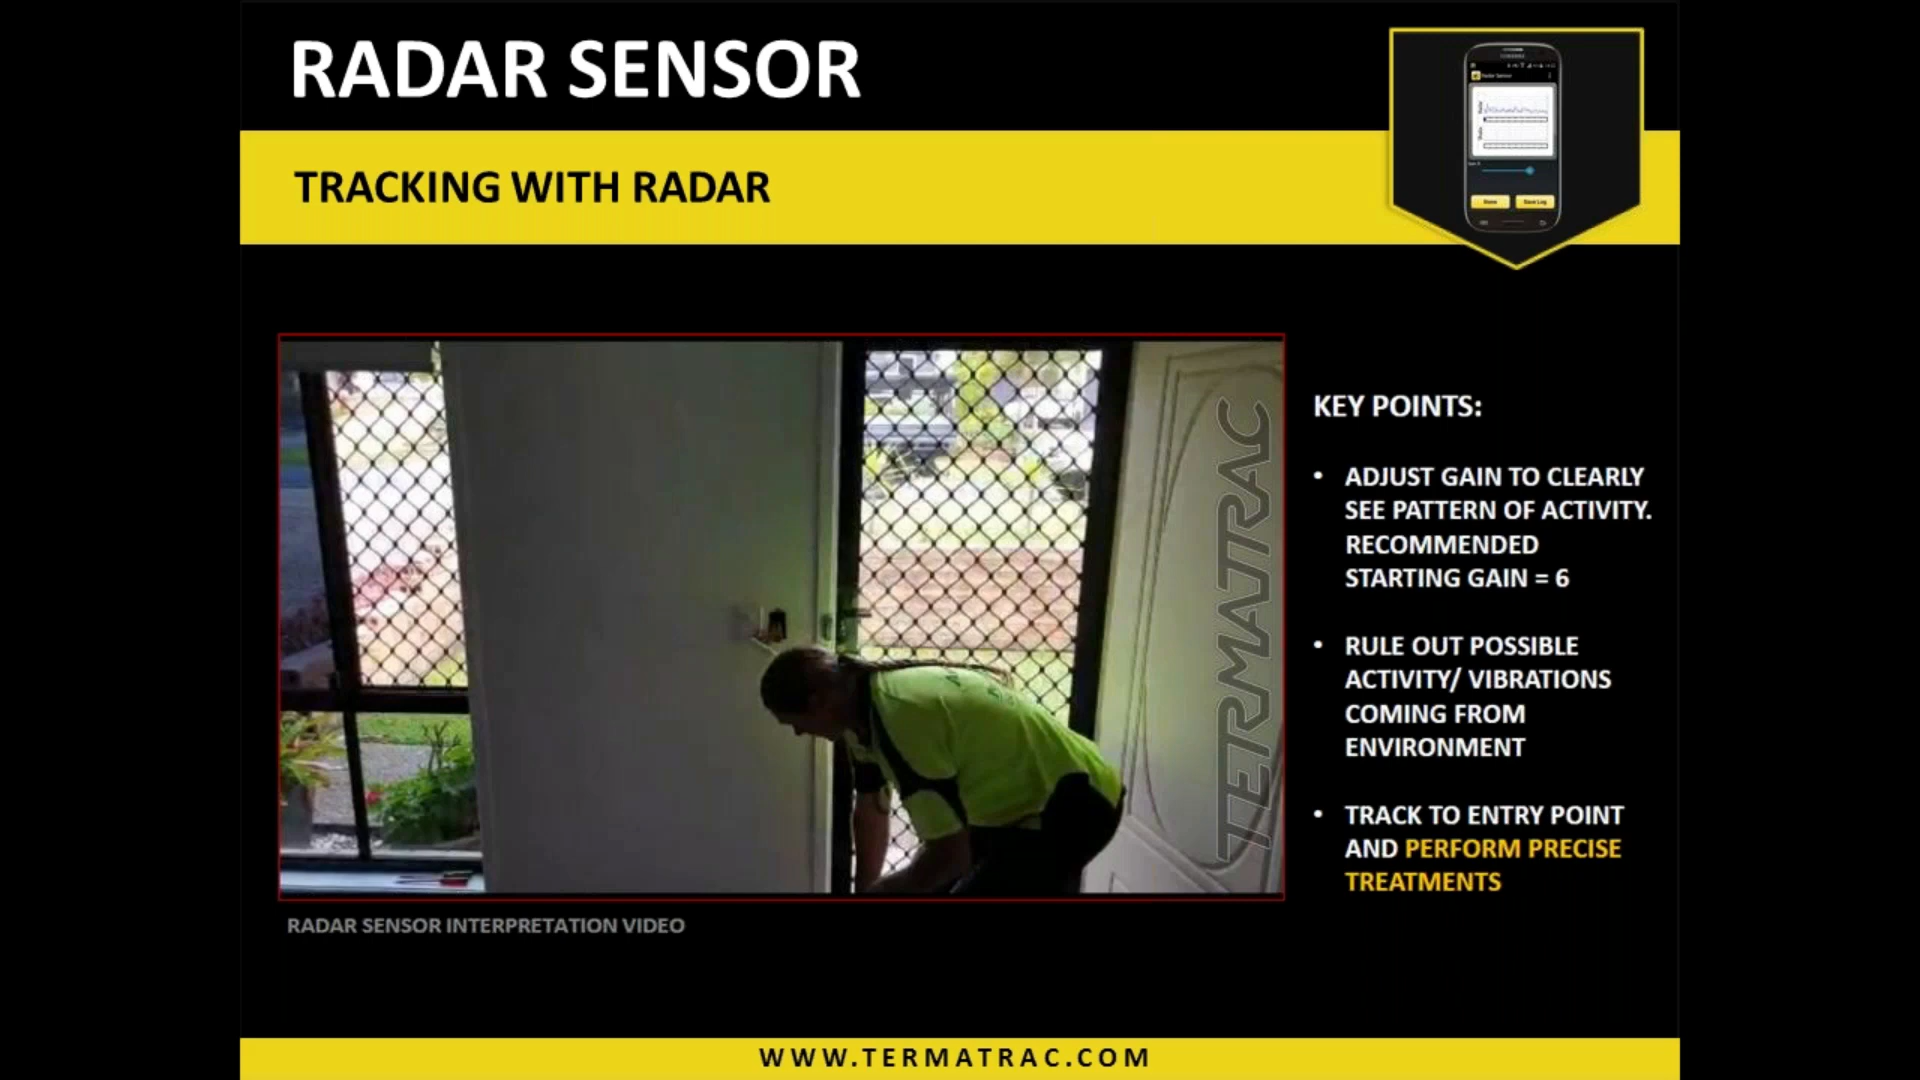 RADAR SENSOR
TRACKING WITH RADAR
Radar Sensor
TERMATRAC
KEY POINTS:
• ADJUST GAIN TO CLEARLY
SEE PATTERN OF ACTIVITY.
RECOMMENDED
STARTING GAIN = 6
• RULE OUT POSSIBLE
ACTIVITY/ VIBRATIONS
COMING FROM
ENVIRONMENT
• TRACK TO ENTRY POINT
AND PERFORM PRECISE
TREATMENTS
RADAR SENSOR INTERPRETATION VIDEO
WWW.TERMATRAC.COM